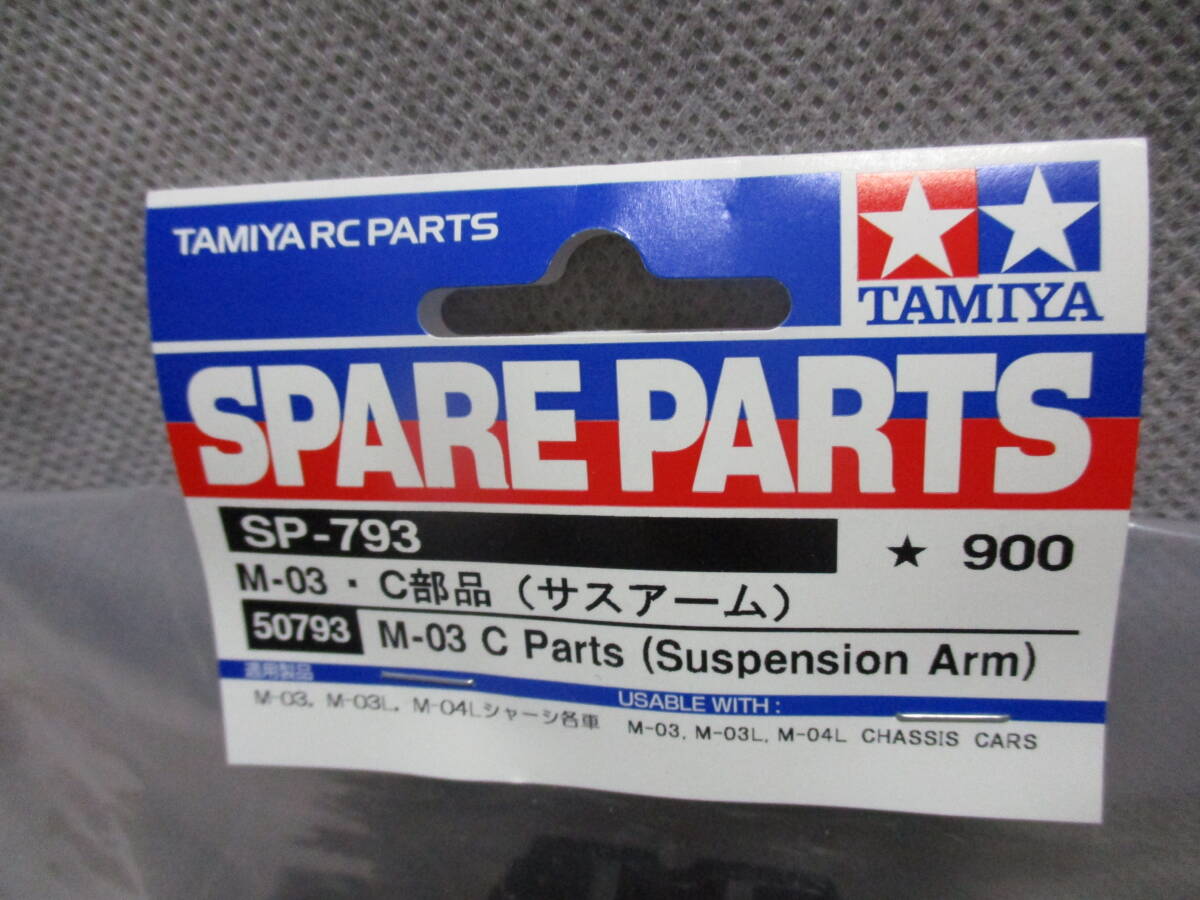 TAMIYA RC PARTS
TAMIYA
SPARE PARTS
SP-793
★ 900
M-03・C部品（サスアーム）
50793 M-03 C Parts (Suspension Arm)
適用製品
USABLE WITH :
M-03, M-03L, M-04Lシャーシ各車
M-03, M-03L, M-04L CHASSIS CARS